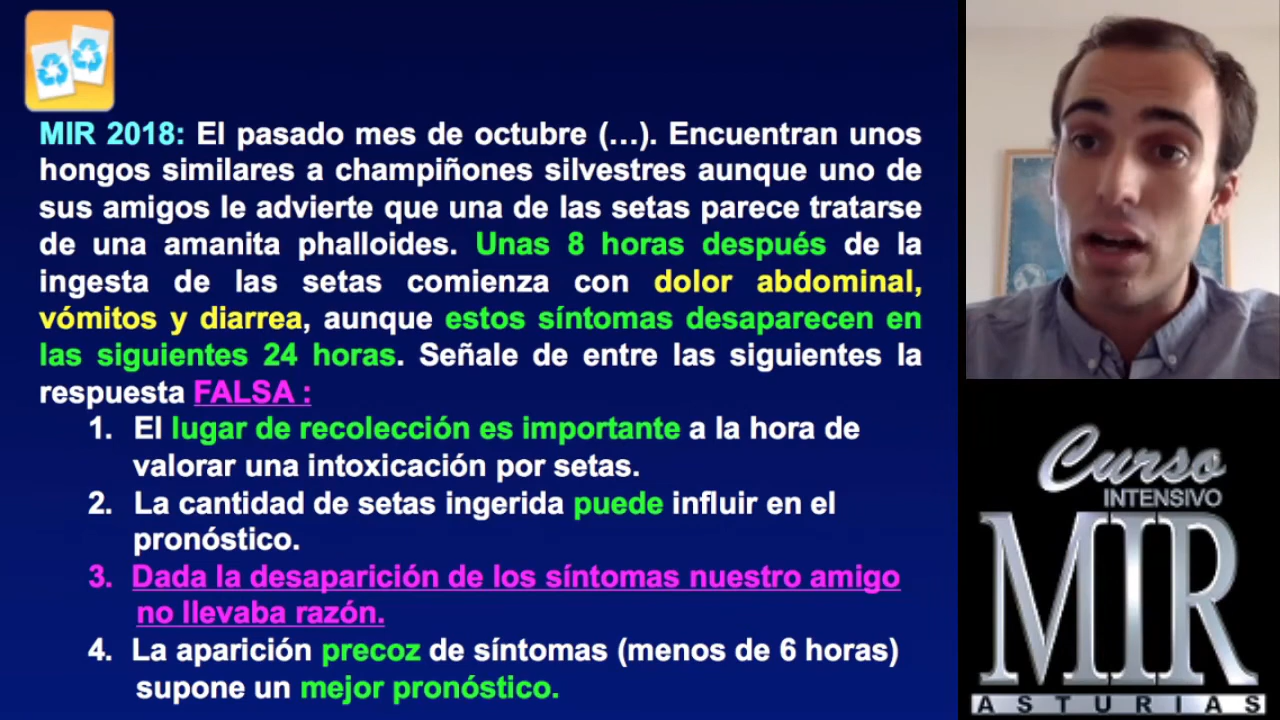 MIR 2018: El pasado mes de octubre (...). Encuentran unos
hongos similares a champiñones silvestres aunque uno de
sus amigos le advierte que una de las setas parece tratarse
de una amanita phalloides. Unas 8 horas después de la
ingesta de las setas comienza con dolor abdominal,
vómitos y diarrea, aunque estos síntomas desaparecen en
las siguientes 24 horas. Señale de entre las siguientes la
respuesta FALSA :
1. El lugar de recolección es importante a la hora de
valorar una intoxicación por setas.
2. La cantidad de setas ingerida puede influir en el
pronóstico.
3. Dada la desaparición de los síntomas nuestro amigo
no llevaba razón.
4. La aparición precoz de síntomas (menos de 6 horas)
supone un mejor pronóstico.
Curso
INTENSIVO
MIR
ASTURIAS